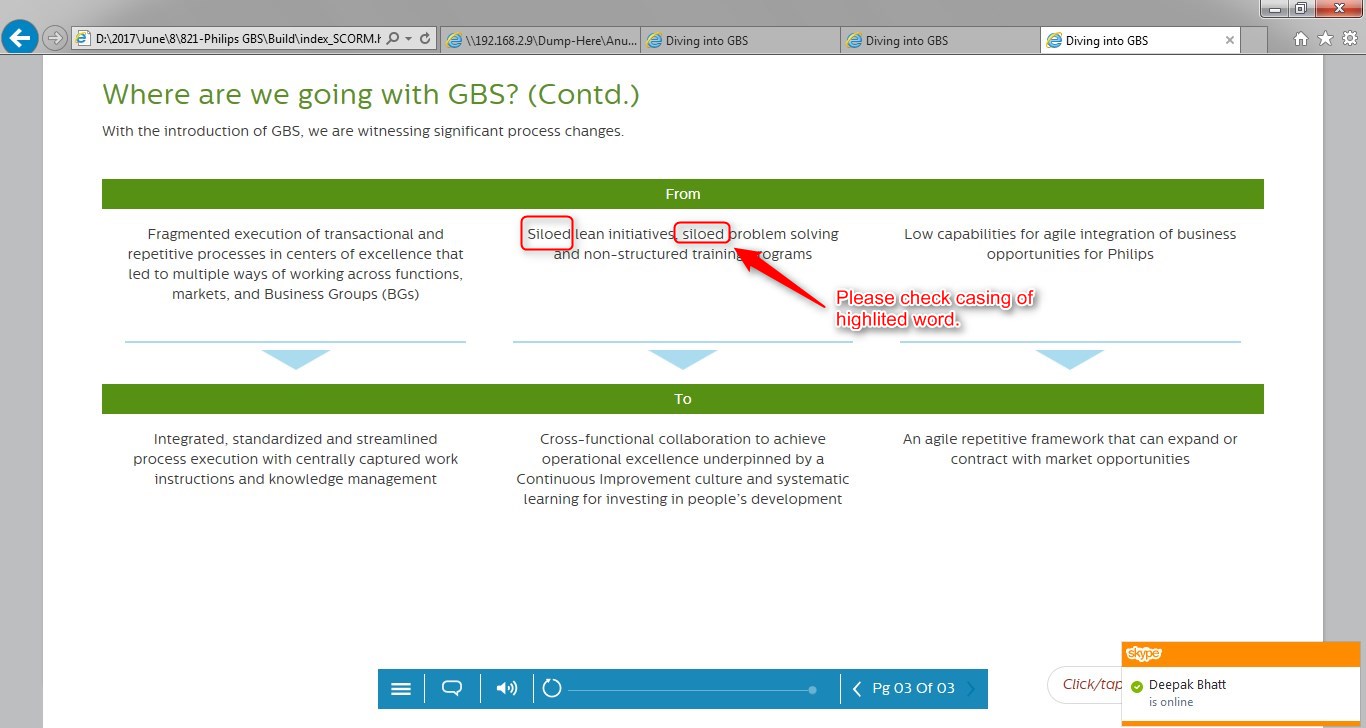 D:\2017\June\8\821-Philips GBS\Build\index_SCORM.h
\\192.168.2.9\Dump-Here\Anu...
Diving into GBS
Diving into GBS
Diving into GBS
Where are we going with GBS? (Contd.)
With the introduction of GBS, we are witnessing significant process changes.
From
Fragmented execution of transactional and
repetitive processes in centers of excellence that
led to multiple ways of working across functions,
markets, and Business Groups (BGs)
Siloed lean initiatives, siloed problem solving
and non-structured training programs
Low capabilities for agile integration of business
opportunities for Philips
Please check casing of
highlited word.
To
Integrated, standardized and streamlined
process execution with centrally captured work
instructions and knowledge management
Cross-functional collaboration to achieve
operational excellence underpinned by a
Continuous Improvement culture and systematic
learning for investing in people's development
An agile repetitive framework that can expand or
contract with market opportunities
Pg 03 Of 03
Click/tap
skype
Deepak Bhatt
is online